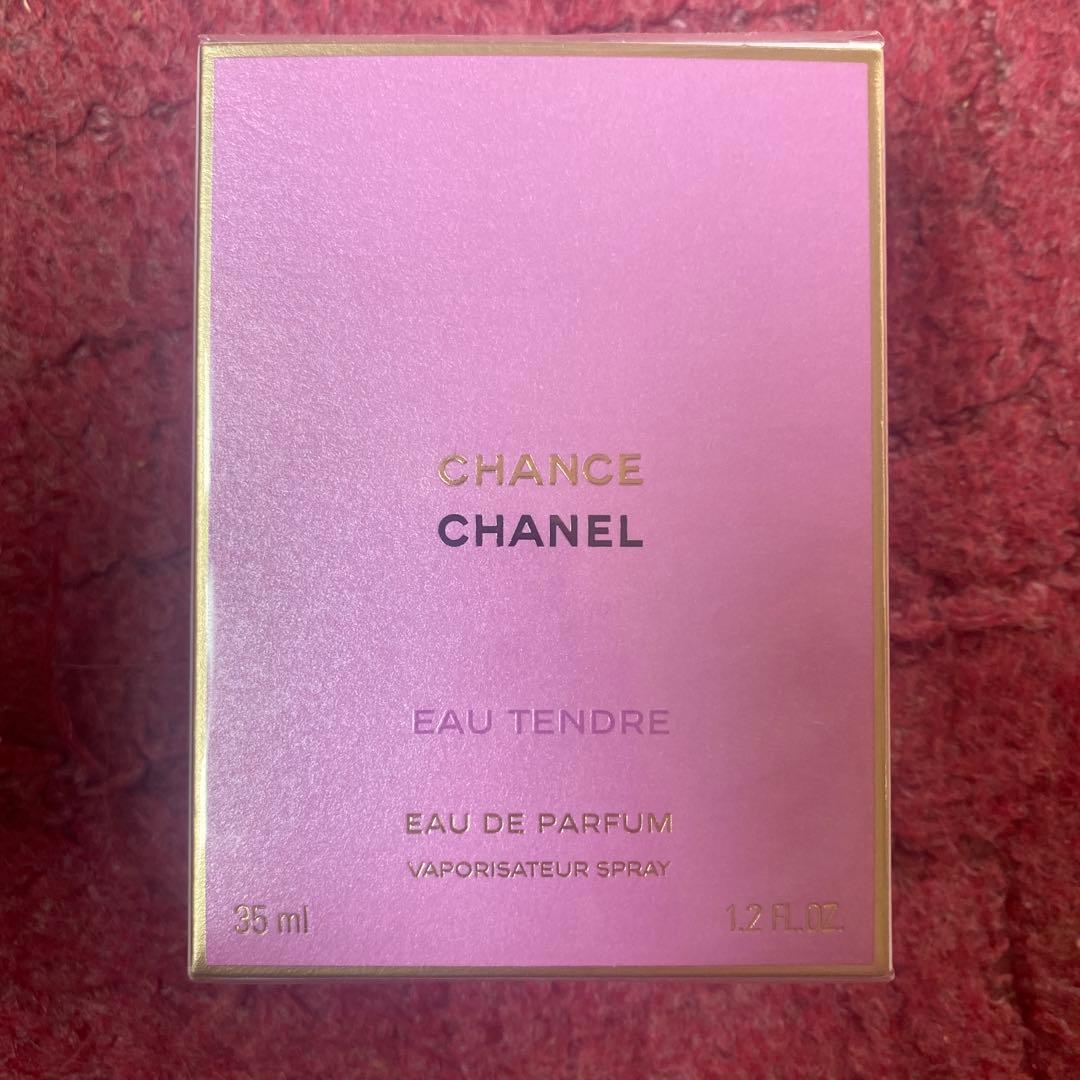 CHANCE
CHANEL
EAU TENDRE
EAU DE PARFUM
VAPORISATEUR SPRAY
35 ml
1.2 FL.OZ.